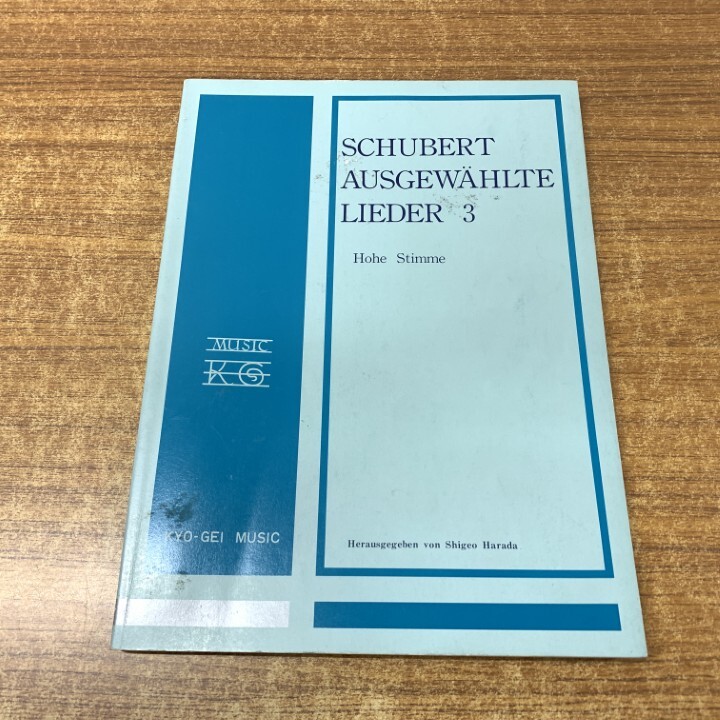 SCHUBERT
AUSGEWÄHLTE
LIEDER 3
Hohe Stimme
MUSIC
KG
KYO-GEI MUSIC
Herausgegeben von Shigeo Harada